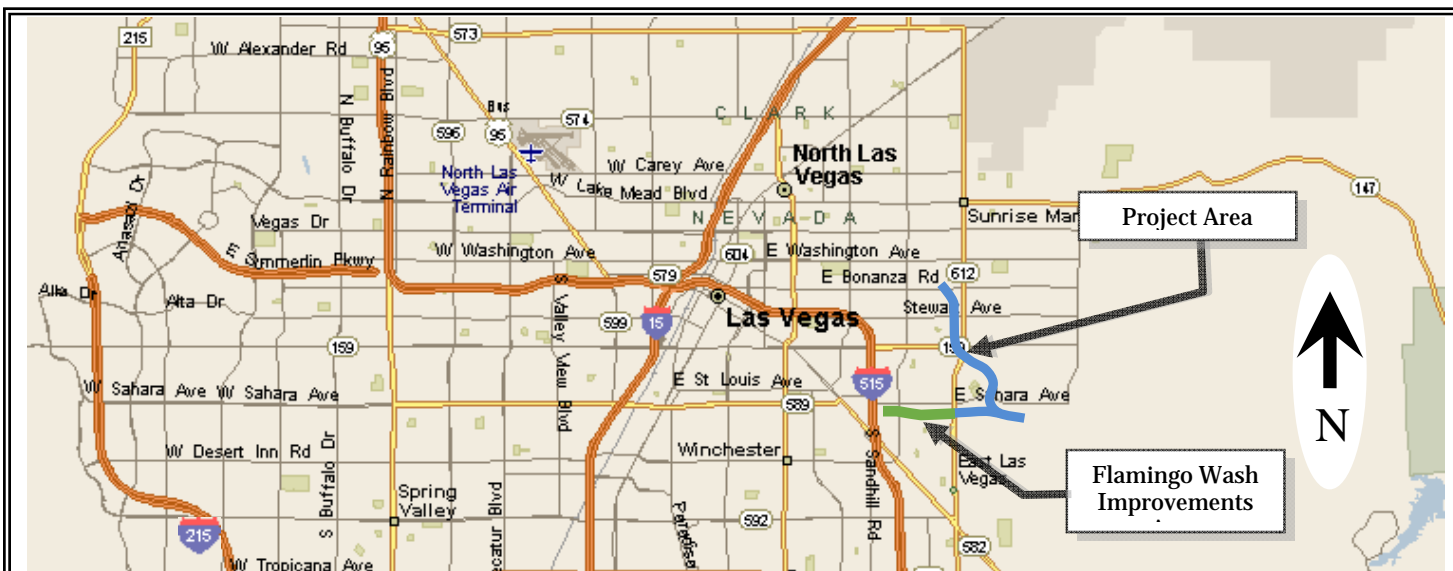 215
W Alexander Rd
95
573
N Buffalo Dr
N Rainbow Blvd
596
Bus
95
574
C L A R K
North Las
Vegas
W Carey Ave
W Lake Mead Blvd
North Las
Vegas Air
Terminal
147
Anasazi Dr
Vegas Dr
N E V A D A
Sunrise Man
Project Area
W Washington Ave
604
E Washington Ave
E Bonanza Rd
612
579
Alta Dr
Alta Dr
S Valley View Blvd
599
15
Las Vegas
Stewart Ave
159
159
E St Louis Ave
515
W Sahara Ave
W Sahara Ave
589
E Sahara Ave
N
W Desert Inn Rd
S Buffalo Dr
Winchester
S Sandhill Rd
East Las
Vegas
Flamingo Wash
Improvements
Spring
Valley
ecatur Blvd
592
Paradise
215
582
W Tropicana Ave